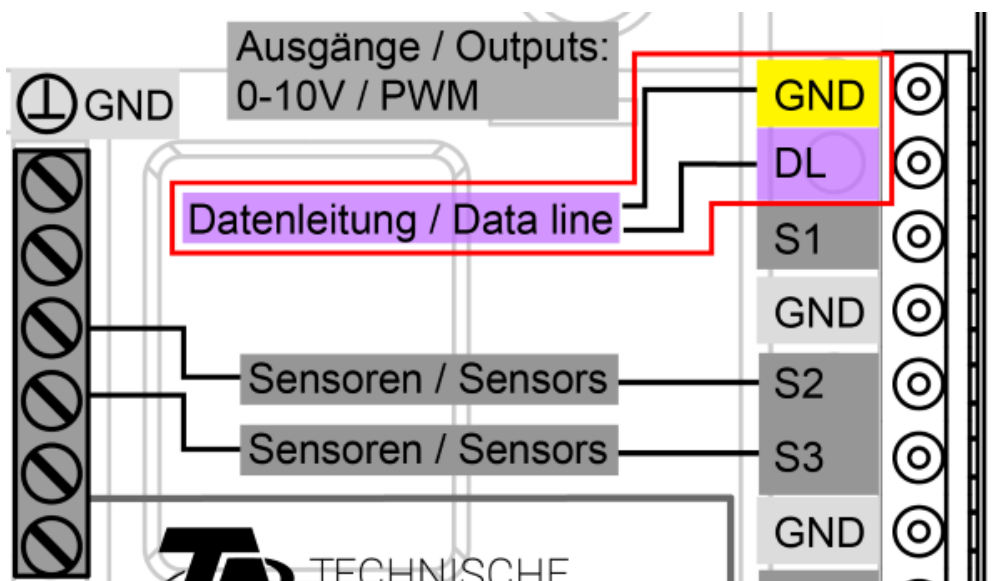 Ausgänge / Outputs:
0-10V / PWM
GND
GND
DL
Datenleitung / Data line
S1
GND
Sensoren / Sensors
S2
Sensoren / Sensors
S3
GND
TA TECHNISCHE